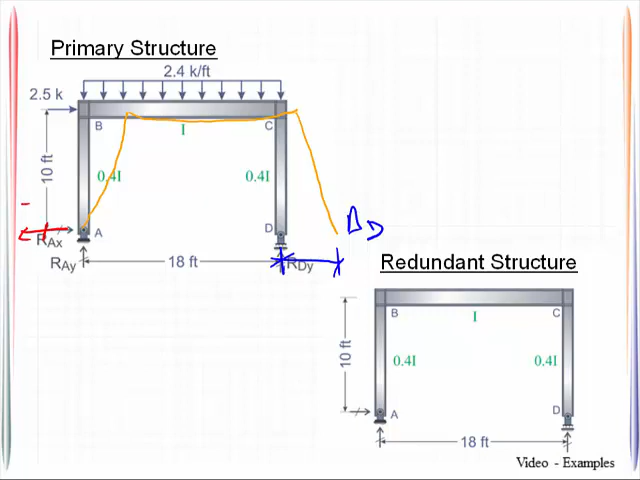 Primary Structure
2.4 k/ft
2.5 k
B
I
C
10 ft
0.4I
0.4I
A
D
RAx
RAy
18 ft
RDy
ΔD
Redundant Structure
B
I
C
10 ft
0.4I
0.4I
A
D
18 ft
Video - Examples